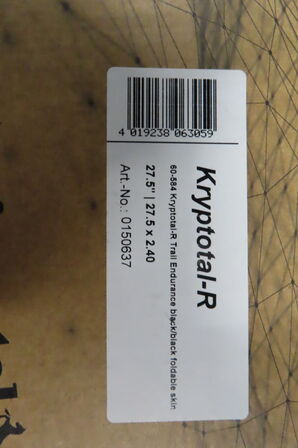 Kryptotal-R
60-584 Kryptotal-R Trail Endurance black/black foldable skin
27.5" | 27.5 x 2.40
Art.-No.: 0150637
4 019238 063059